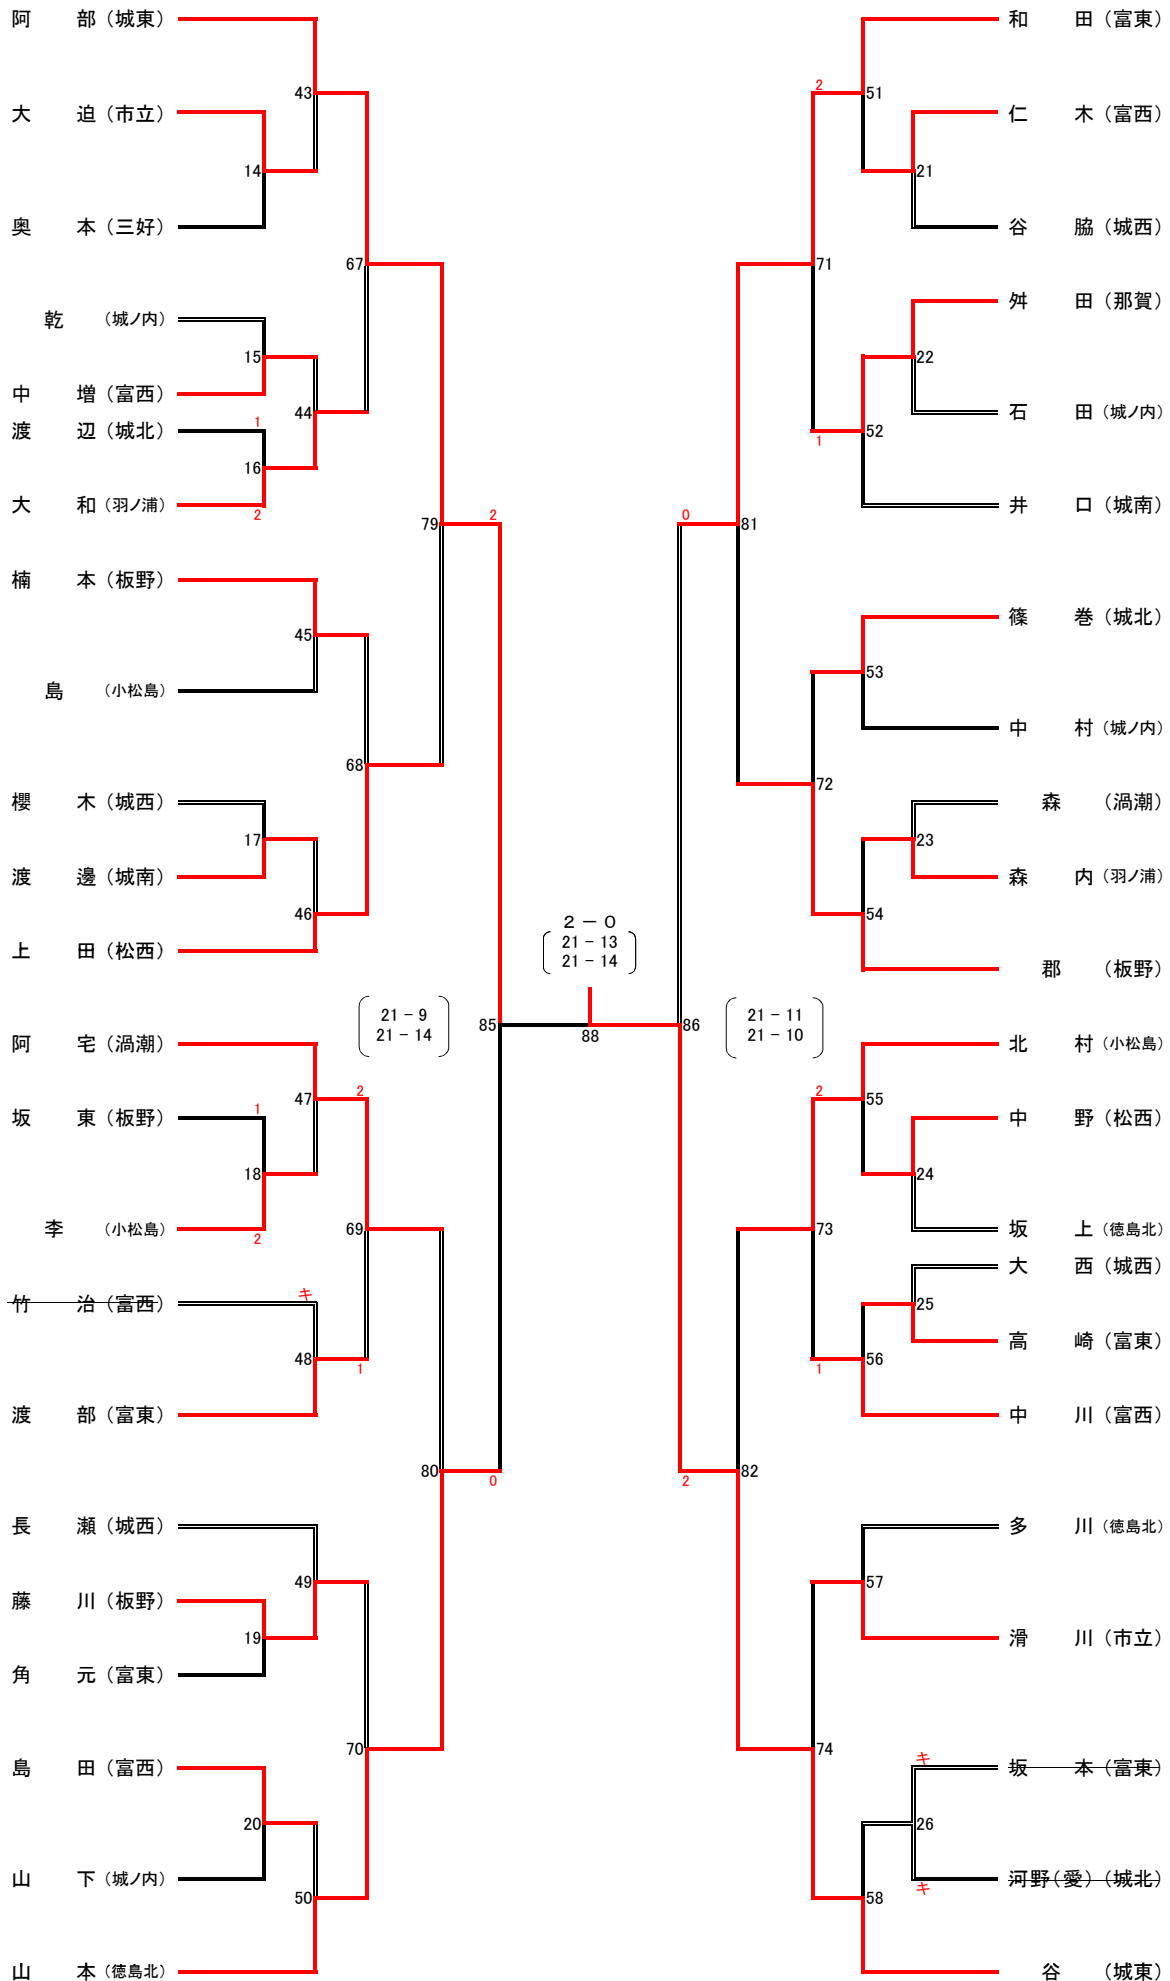 阿 部（城東）
43
大 迫（市立）
14
奥 本（三好）
67
乾 （城ノ内）
15
中 増（富西）
44
渡 辺（城北） 1
16
大 和（羽ノ浦） 2
79 2
楠 本（板野）
45
島 （小松島）
68
櫻 木（城西）
17
渡 邊（城南）
46
上 田（松西）
21 - 9
21 - 14
85
阿 宅（渦潮）
47 2
坂 東（板野） 1
18
李 （小松島） 2
69
竹 治（富西） キ
48 1
渡 部（富東）
80 0
長 瀬（城西）
49
藤 川（板野）
19
角 元（富東）
70
島 田（富西）
20
山 下（城ノ内）
50
山 本（徳島北）
2 － 0
21 - 13
21 - 14
88
和 田（富東）
2 51
仁 木（富西）
21
谷 脇（城西）
71
舛 田（那賀）
22
石 田（城ノ内）
1 52
井 口（城南）
0 81
篠 巻（城北）
53
中 村（城ノ内）
72
森 （渦潮）
23
森 内（羽ノ浦）
54
郡 （板野）
86
21 - 11
21 - 10
北 村（小松島）
2 55
中 野（松西）
24
坂 上（徳島北）
73
大 西（城西）
25
高 崎（富東）
1 56
中 川（富西）
2 82
多 川（徳島北）
57
滑 川（市立）
74
キ 坂 本（富東）
26
キ 河野（愛）（城北）
58
谷 （城東）